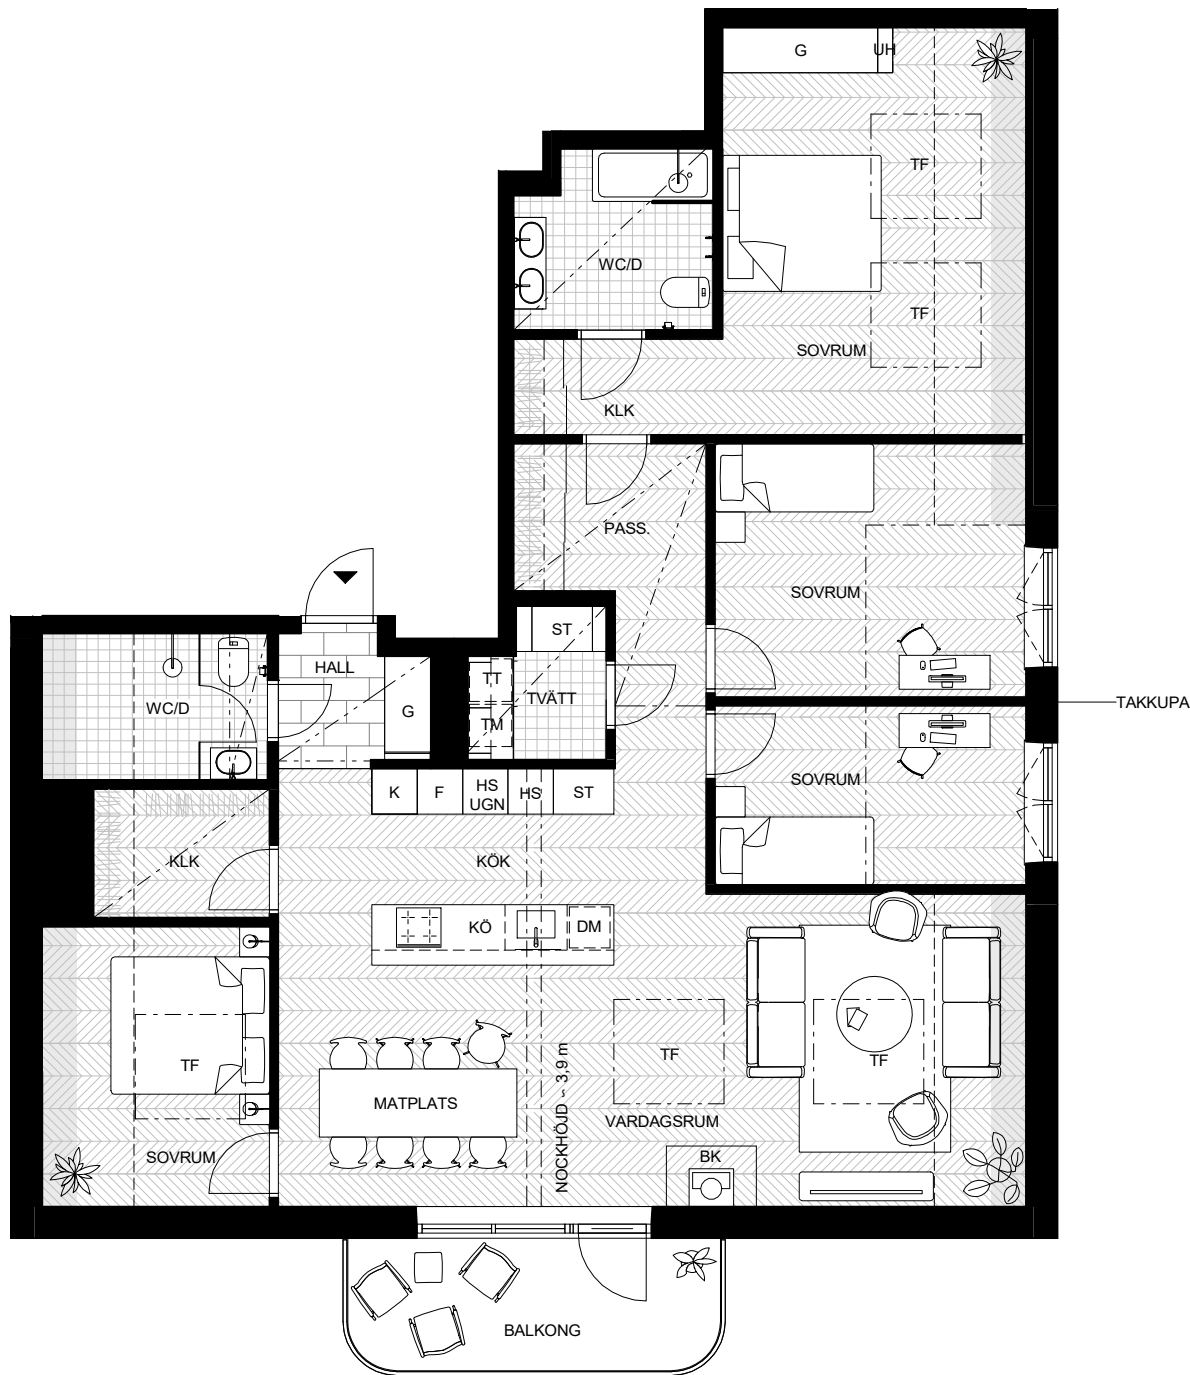 G
UH
TF
WC/D
TF
SOVRUM
KLK
PASS.
SOVRUM
ST
HALL
TT
TVÄTT
WC/D
G
TM
TAKKUPA
SOVRUM
K
F
HS
UGN
HS
ST
KLK
KÖK
KÖ
DM
TF
TF
TF
NOCKHÖJD ~ 3,9 m
MATPLATS
VARDAGSRUM
SOVRUM
BK
BALKONG